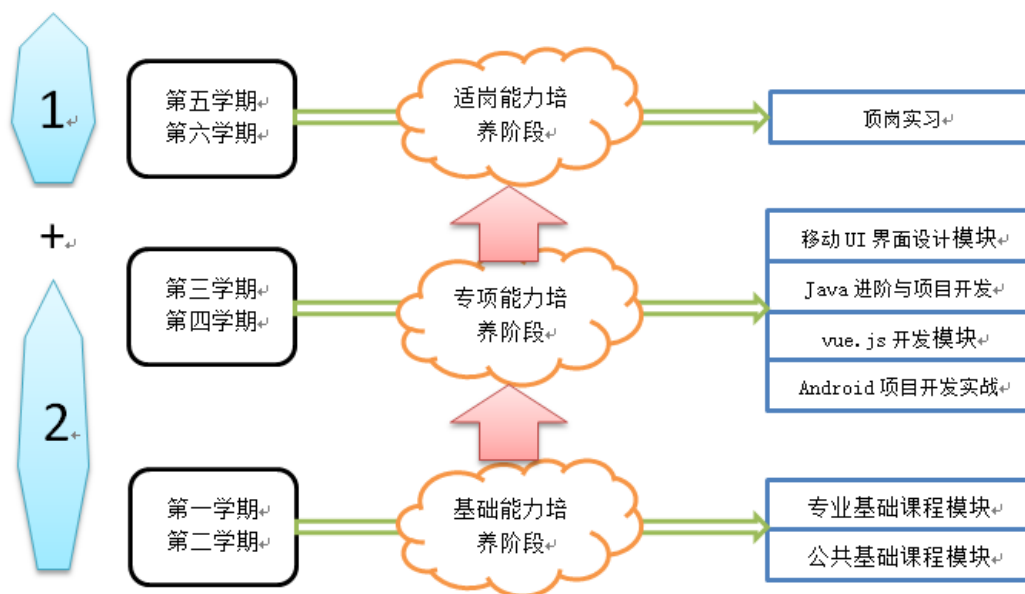 1
第五学期
第六学期
适岗能力培
养阶段
顶岗实习
+
第三学期
第四学期
专项能力培
养阶段
移动UI界面设计模块
Java进阶与项目开发
vue.js开发模块
Android项目开发实战
2
第一学期
第二学期
基础能力培
养阶段
专业基础课程模块
公共基础课程模块